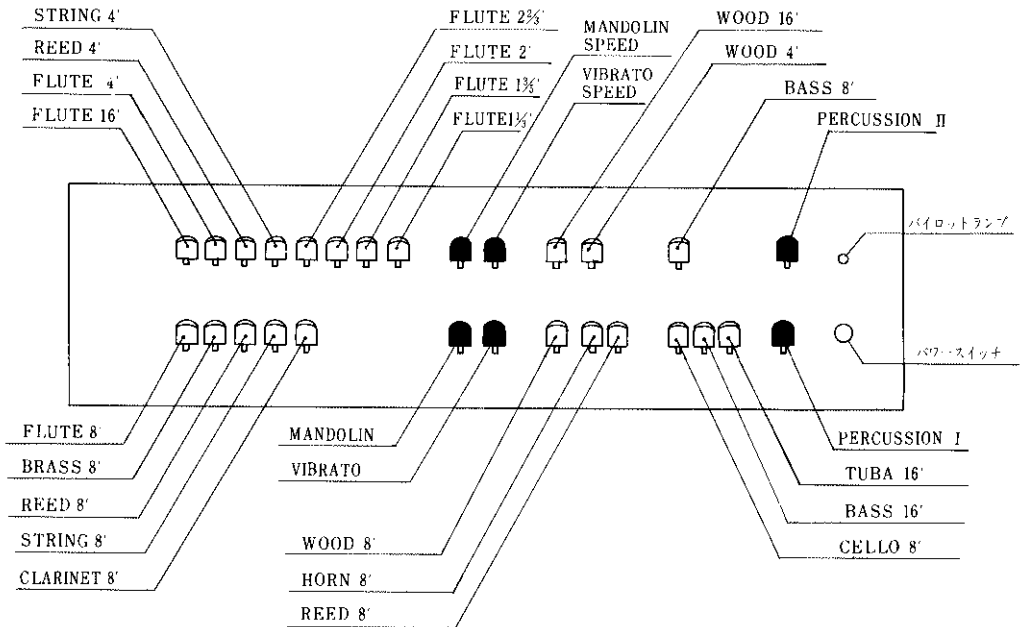 STRING 4'
REED 4'
FLUTE 4'
FLUTE 16'
FLUTE 2⅔'
FLUTE 2'
FLUTE 1⅗'
FLUTE1⅓'
MANDOLIN
SPEED
VIBRATO
SPEED
WOOD 16'
WOOD 4'
BASS 8'
PERCUSSION II
パイロットランプ
パワースイッチ
FLUTE 8'
BRASS 8'
REED 8'
STRING 8'
CLARINET 8'
MANDOLIN
VIBRATO
WOOD 8'
HORN 8'
REED 8'
PERCUSSION I
TUBA 16'
BASS 16'
CELLO 8'